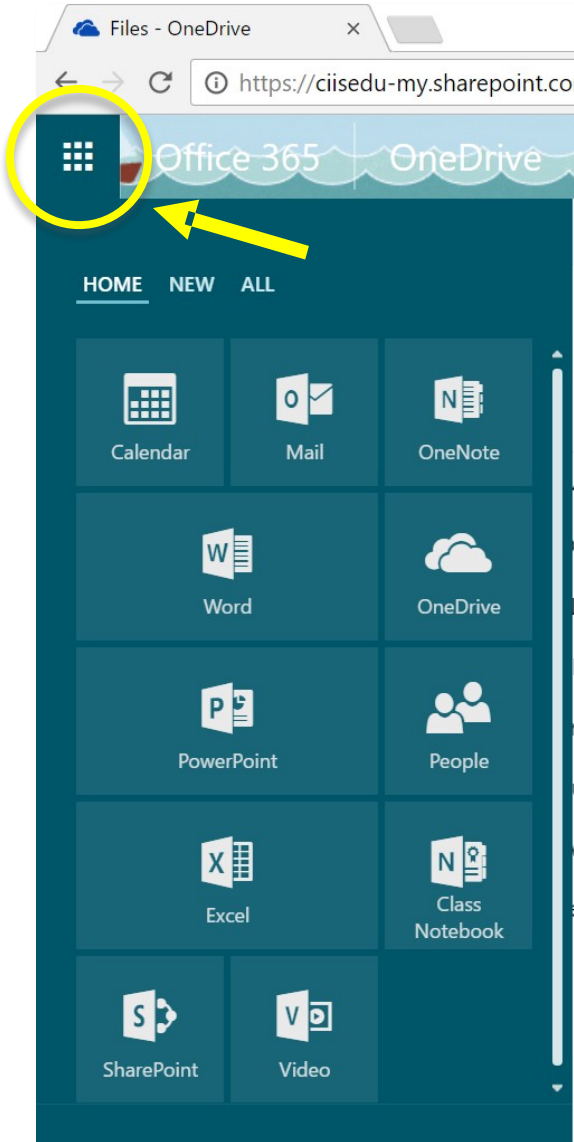 Files - OneDrive
https://ciisedu-my.sharepoint.co
Office 365 OneDrive
HOME NEW ALL
Calendar Mail OneNote
Word OneDrive
PowerPoint People
Excel Class Notebook
SharePoint Video